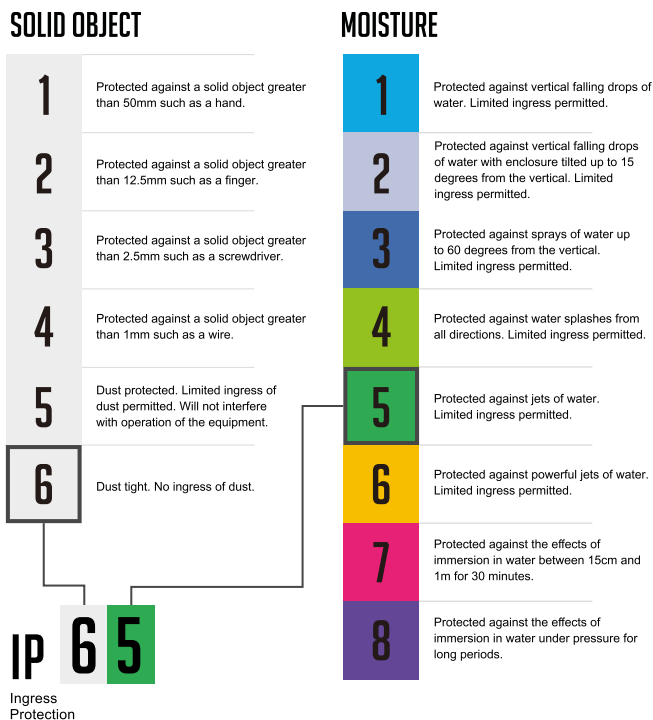 SOLID OBJECT
1
Protected against a solid object greater
than 50mm such as a hand.
2
Protected against a solid object greater
than 12.5mm such as a finger.
3
Protected against a solid object greater
than 2.5mm such as a screwdriver.
4
Protected against a solid object greater
than 1mm such as a wire.
5
Dust protected. Limited ingress of
dust permitted. Will not interfere
with operation of the equipment.
6
Dust tight. No ingress of dust.
MOISTURE
1
Protected against vertical falling drops of
water. Limited ingress permitted.
2
Protected against vertical falling drops
of water with enclosure tilted up to 15
degrees from the vertical. Limited
ingress permitted.
3
Protected against sprays of water up
to 60 degrees from the vertical.
Limited ingress permitted.
4
Protected against water splashes from
all directions. Limited ingress permitted.
5
Protected against jets of water.
Limited ingress permitted.
6
Protected against powerful jets of water.
Limited ingress permitted.
7
Protected against the effects of
immersion in water between 15cm and
1m for 30 minutes.
8
Protected against the effects of
immersion in water under pressure for
long periods.
IP 65
Ingress
Protection